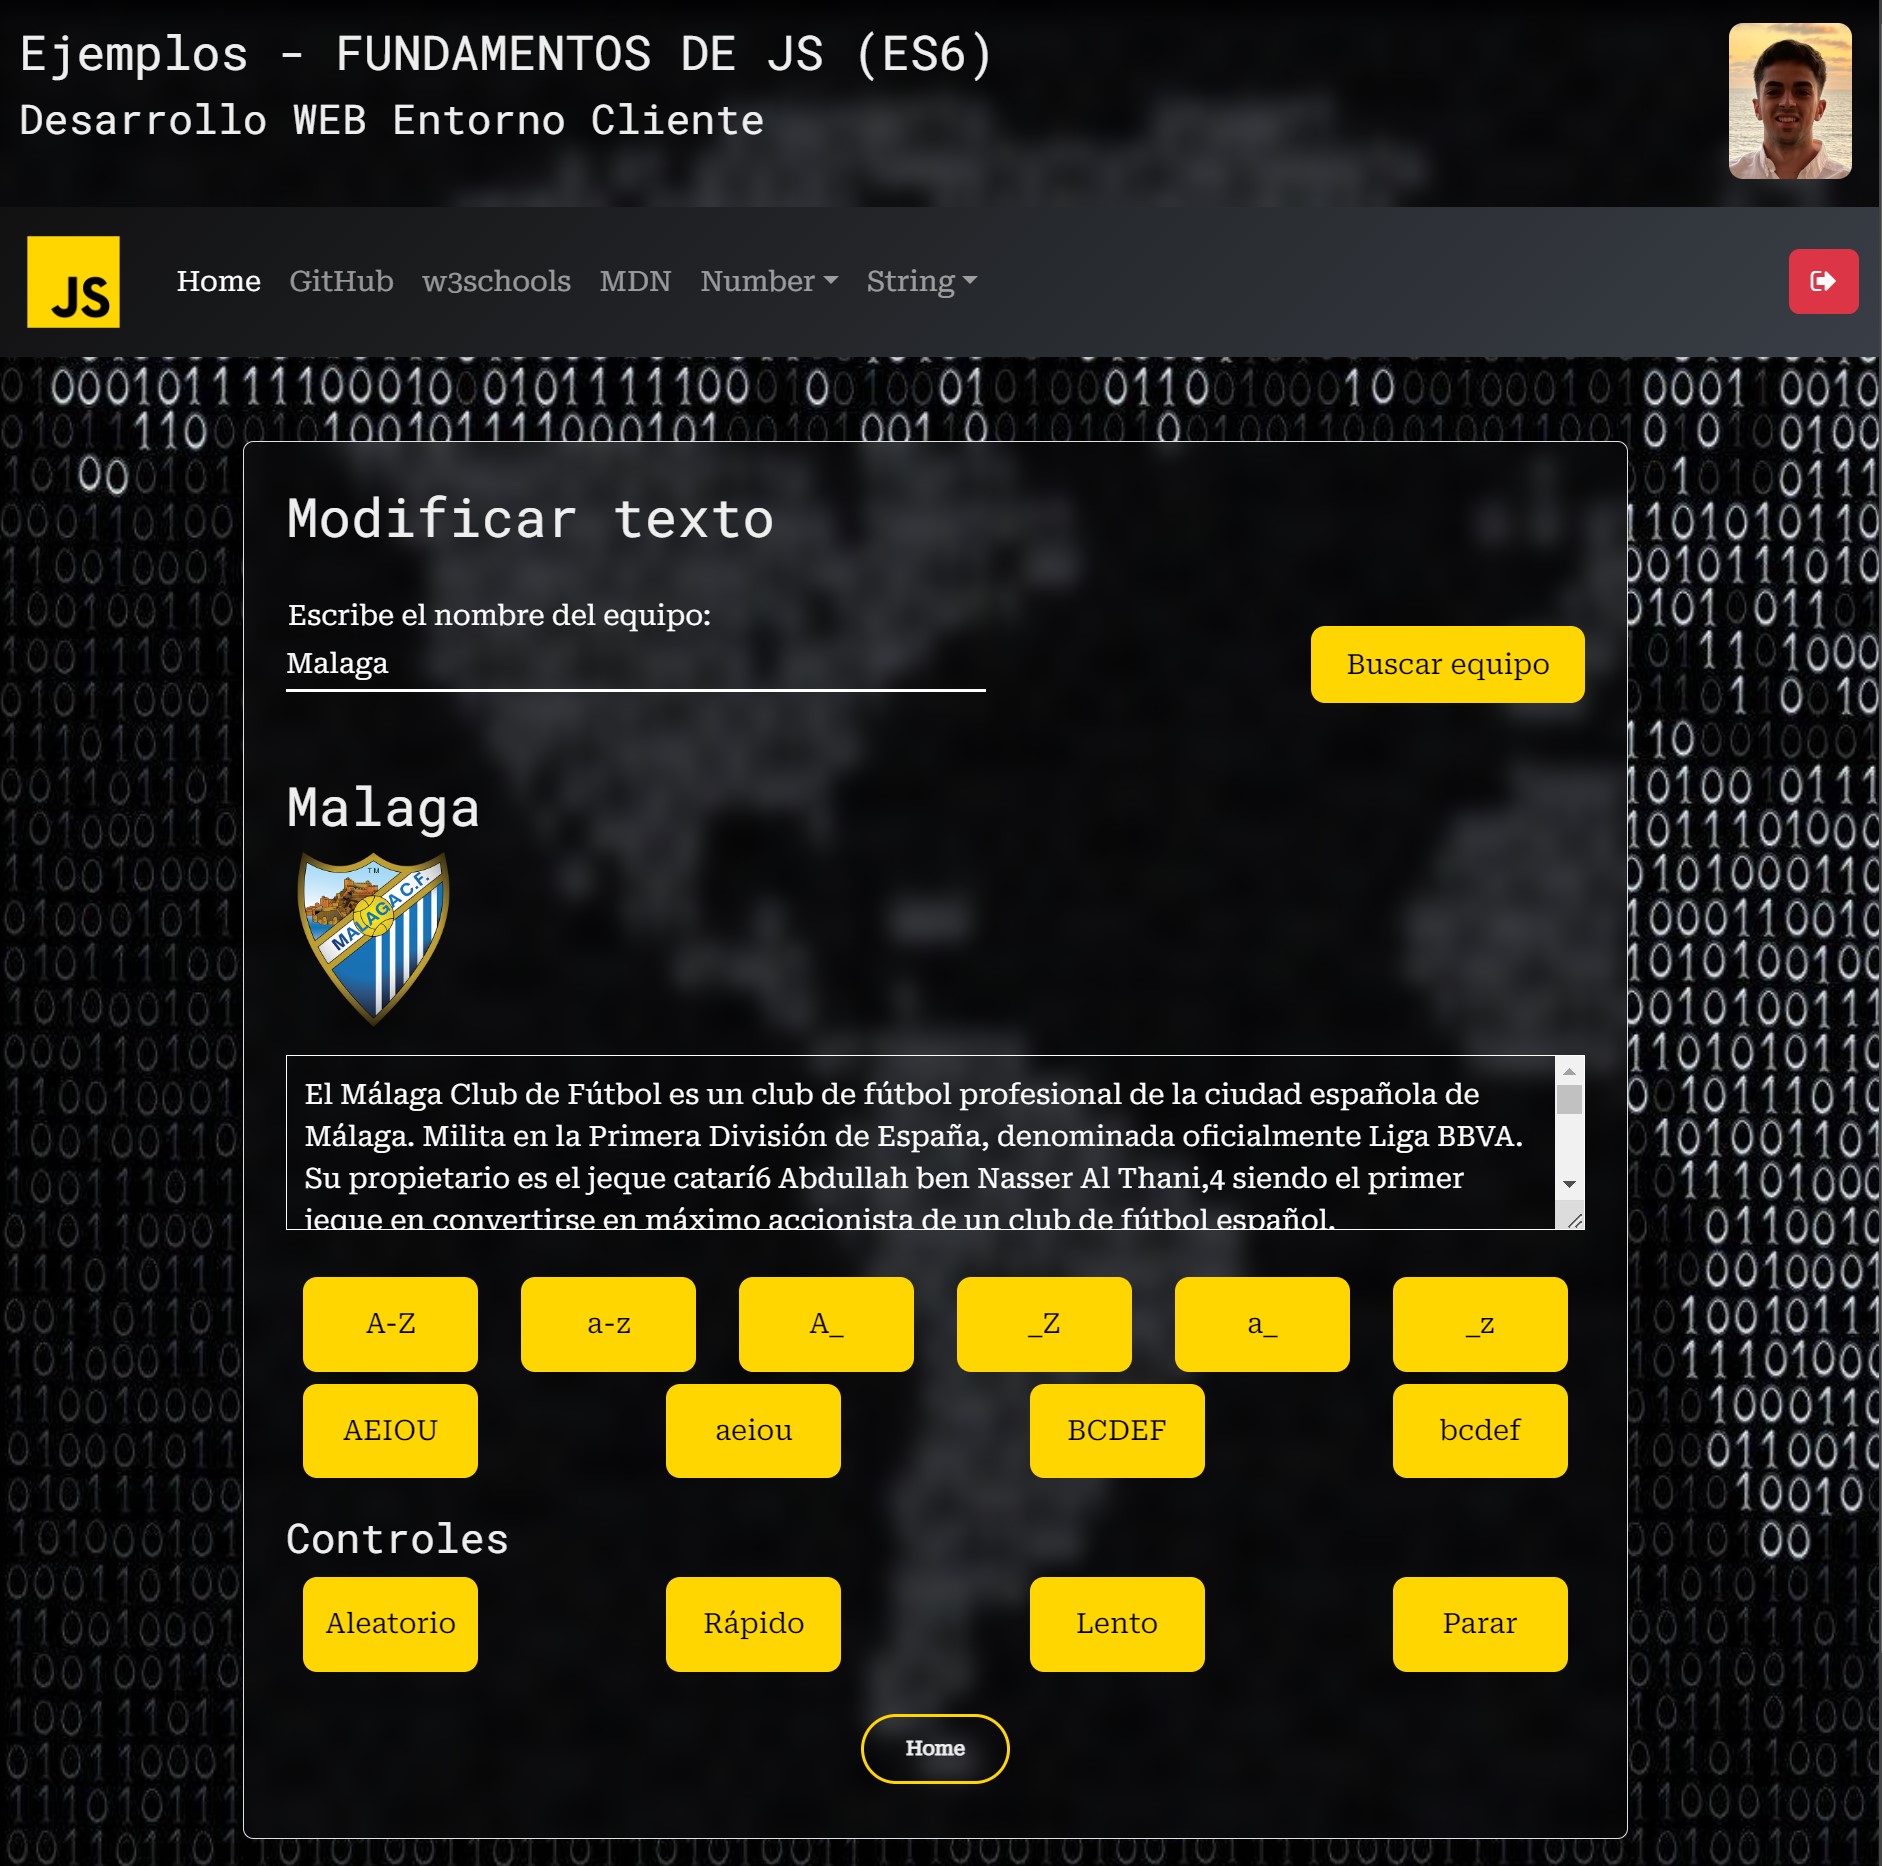 Ejemplos - FUNDAMENTOS DE JS (ES6)
Desarrollo WEB Entorno Cliente
JS
Home GitHub w3schools MDN Number String
Modificar texto
Escribe el nombre del equipo:
Malaga
Buscar equipo
Malaga
TM
MALAGA C.F.
El Málaga Club de Fútbol es un club de fútbol profesional de la ciudad española de
Málaga. Milita en la Primera División de España, denominada oficialmente Liga BBVA.
Su propietario es el jeque catarí6 Abdullah ben Nasser Al Thani,4 siendo el primer
jeque en convertirse en máximo accionista de un club de fútbol español.
A-Z a-z A_ _Z a_ _z
AEIOU aeiou BCDEF bcdef
Controles
Aleatorio Rápido Lento Parar
Home